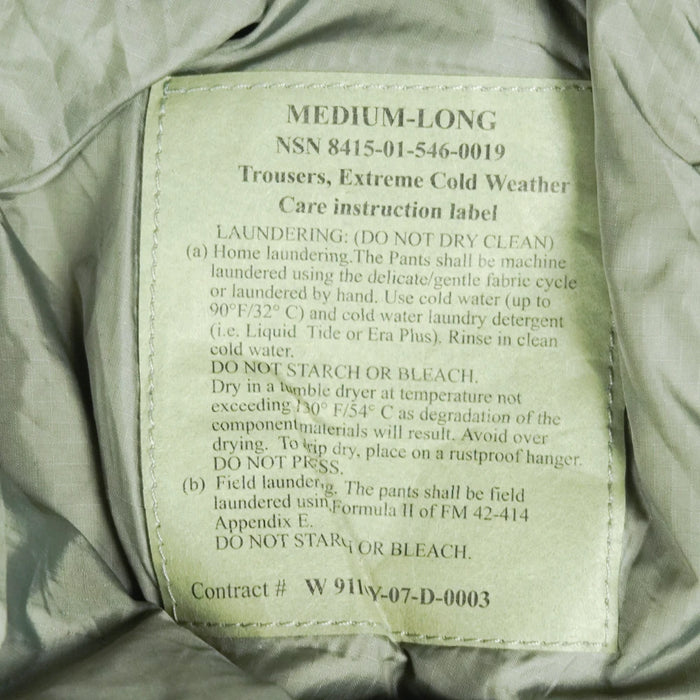 MEDIUM-LONG
NSN 8415-01-546-0019
Trousers, Extreme Cold Weather
Care instruction label
LAUNDERING: (DO NOT DRY CLEAN)
(a) Home laundering.The Pants shall be machine
laundered using the delicate/gentle fabric cycle
or laundered by hand. Use cold water (up to
90°F/32° C) and cold water laundry detergent
(i.e. Liquid Tide or Era Plus). Rinse in clean
cold water.
DO NOT STARCH OR BLEACH.
Dry in a tumble dryer at temperature not
exceeding 130° F/54° C as degradation of the
component materials will result. Avoid over
drying. To drip dry, place on a rustproof hanger.
DO NOT PRESS.
(b) Field laundering. The pants shall be field
laundered using Formula II of FM 42-414
Appendix E.
DO NOT STARCH OR BLEACH.
Contract # W